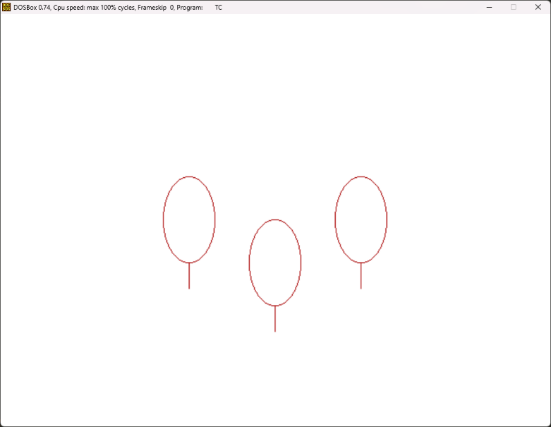 DOSBox 0.74, Cpu speed: max 100% cycles, Frameskip 0, Program: TC